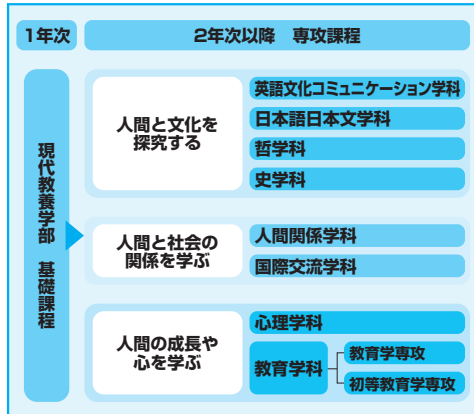 1年次
2年次以降 専攻課程
現代教養学部 基礎課程
人間と文化を
探究する
英語文化コミュニケーション学科
日本語日本文学科
哲学科
史学科
人間と社会の
関係を学ぶ
人間関係学科
国際交流学科
人間の成長や
心を学ぶ
心理学科
教育学科
教育学専攻
初等教育学専攻